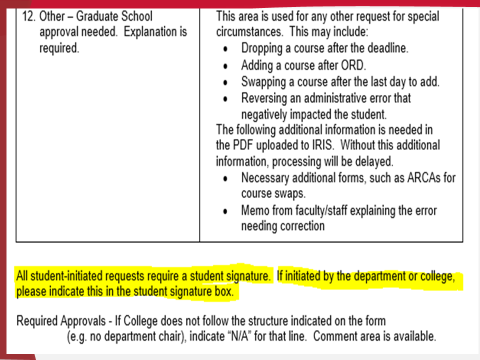 12. Other – Graduate School
approval needed.  Explanation is
required.
This area is used for any other request for special
circumstances.  This may include:
• Dropping a course after the deadline.
• Adding a course after ORD.
• Swapping a course after the last day to add.
• Reversing an administrative error that
negatively impacted the student.
The following additional information is needed in
the PDF uploaded to IRIS.  Without this additional
information, processing will be delayed.
• Necessary additional forms, such as ARCAs for
course swaps.
• Memo from faculty/staff explaining the error
needing correction
All student-initiated requests require a student signature.  If initiated by the department or college,
please indicate this in the student signature box.
Required Approvals - If College does not follow the structure indicated on the form
(e.g. no department chair), indicate “N/A” for that line.  Comment area is available.